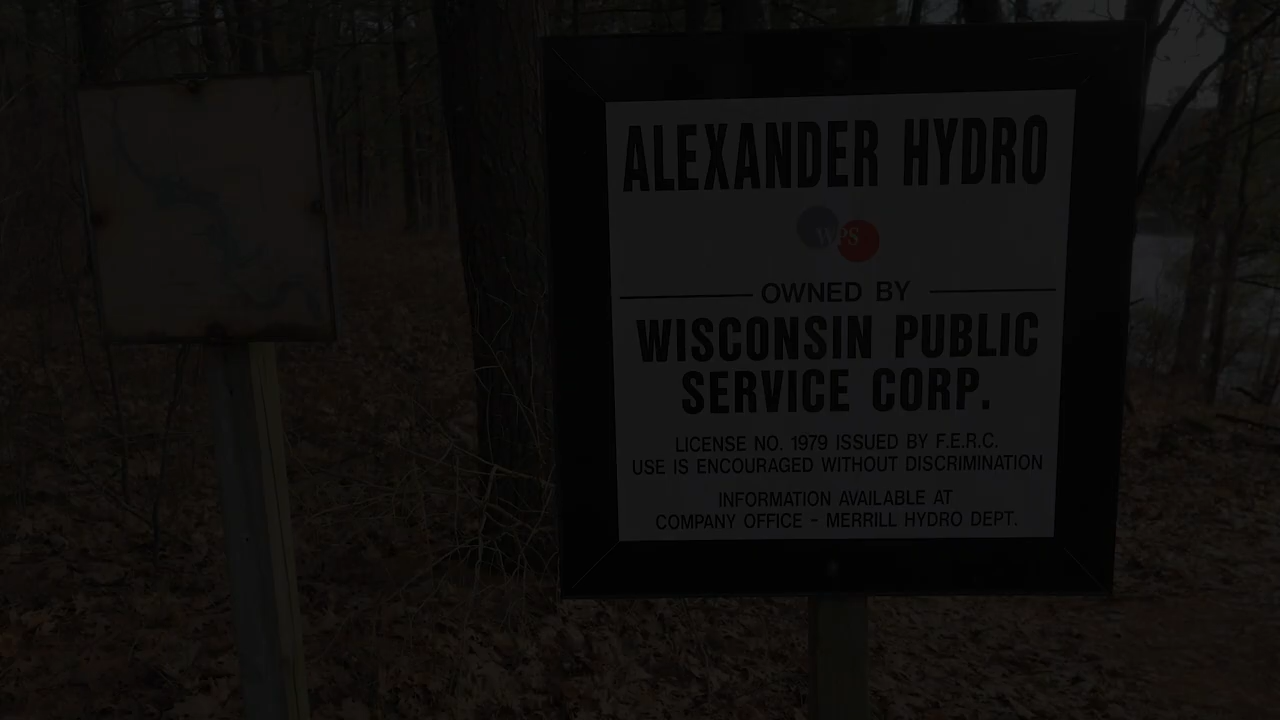 ALEXANDER HYDRO
WPS
OWNED BY
WISCONSIN PUBLIC
SERVICE CORP.
LICENSE NO. 1979 ISSUED BY F.E.R.C.
USE IS ENCOURAGED WITHOUT DISCRIMINATION
INFORMATION AVAILABLE AT
COMPANY OFFICE - MERRILL HYDRO DEPT.